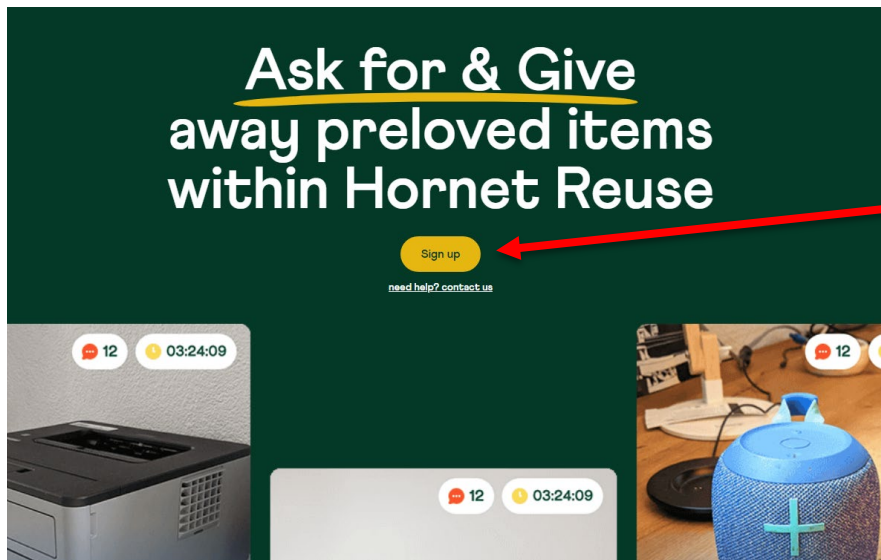 Ask for & Give
away preloved items
within Hornet Reuse
Sign up
need help? contact us
12
03:24:09
12
12
03:24:09